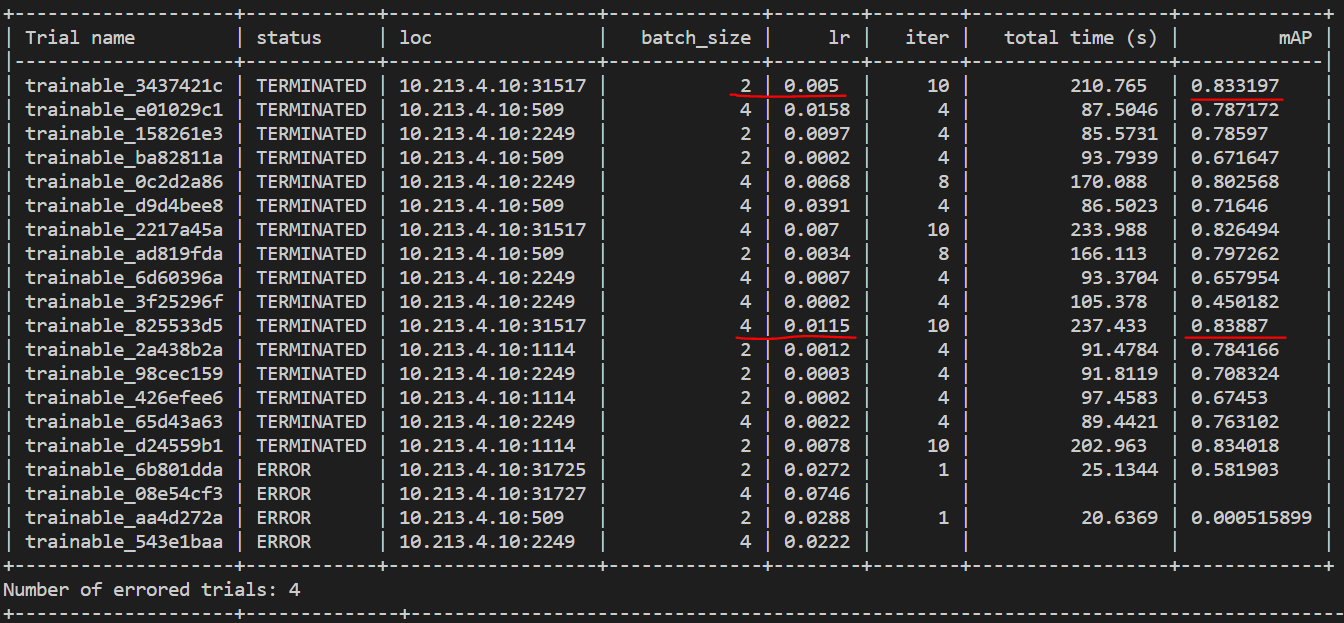 +--------------------+------------+-------------------+--------------+--------+--------+------------------+-------------+
| Trial name | status | loc | batch_size | lr | iter | total time (s) | mAP |
|--------------------+------------+-------------------+--------------+--------+--------+------------------+-------------|
| trainable_3437421c | TERMINATED | 10.213.4.10:31517 | 2 | 0.005 | 10 | 210.765 | 0.833197 |
| trainable_e01029c1 | TERMINATED | 10.213.4.10:509 | 4 | 0.0158 | 4 | 87.5046 | 0.787172 |
| trainable_158261e3 | TERMINATED | 10.213.4.10:2249 | 2 | 0.0097 | 4 | 85.5731 | 0.78597 |
| trainable_ba82811a | TERMINATED | 10.213.4.10:509 | 2 | 0.0002 | 4 | 93.7939 | 0.671647 |
| trainable_0c2d2a86 | TERMINATED | 10.213.4.10:2249 | 4 | 0.0068 | 8 | 170.088 | 0.802568 |
| trainable_d9d4bee8 | TERMINATED | 10.213.4.10:509 | 4 | 0.0391 | 4 | 86.5023 | 0.71646 |
| trainable_2217a45a | TERMINATED | 10.213.4.10:31517 | 4 | 0.007 | 10 | 233.988 | 0.826494 |
| trainable_ad819fda | TERMINATED | 10.213.4.10:509 | 2 | 0.0034 | 8 | 166.113 | 0.797262 |
| trainable_6d60396a | TERMINATED | 10.213.4.10:2249 | 4 | 0.0007 | 4 | 93.3704 | 0.657954 |
| trainable_3f25296f | TERMINATED | 10.213.4.10:2249 | 4 | 0.0002 | 4 | 105.378 | 0.450182 |
| trainable_825533d5 | TERMINATED | 10.213.4.10:31517 | 4 | 0.0115 | 10 | 237.433 | 0.83887 |
| trainable_2a438b2a | TERMINATED | 10.213.4.10:1114 | 2 | 0.0012 | 4 | 91.4784 | 0.784166 |
| trainable_98cec159 | TERMINATED | 10.213.4.10:2249 | 2 | 0.0003 | 4 | 91.8119 | 0.708324 |
| trainable_426efee6 | TERMINATED | 10.213.4.10:1114 | 2 | 0.0002 | 4 | 97.4583 | 0.67453 |
| trainable_65d43a63 | TERMINATED | 10.213.4.10:2249 | 4 | 0.0022 | 4 | 89.4421 | 0.763102 |
| trainable_d24559b1 | TERMINATED | 10.213.4.10:1114 | 2 | 0.0078 | 10 | 202.963 | 0.834018 |
| trainable_6b801dda | ERROR | 10.213.4.10:31725 | 2 | 0.0272 | 1 | 25.1344 | 0.581903 |
| trainable_08e54cf3 | ERROR | 10.213.4.10:31727 | 4 | 0.0746 | | | |
| trainable_aa4d272a | ERROR | 10.213.4.10:509 | 2 | 0.0288 | 1 | 20.6369 | 0.000515899 |
| trainable_543e1baa | ERROR | 10.213.4.10:2249 | 4 | 0.0222 | | | |
+--------------------+------------+-------------------+--------------+--------+--------+------------------+-------------+
Number of errored trials: 4
+--------------------+--------------+-------------------------------------------------------------------------------------